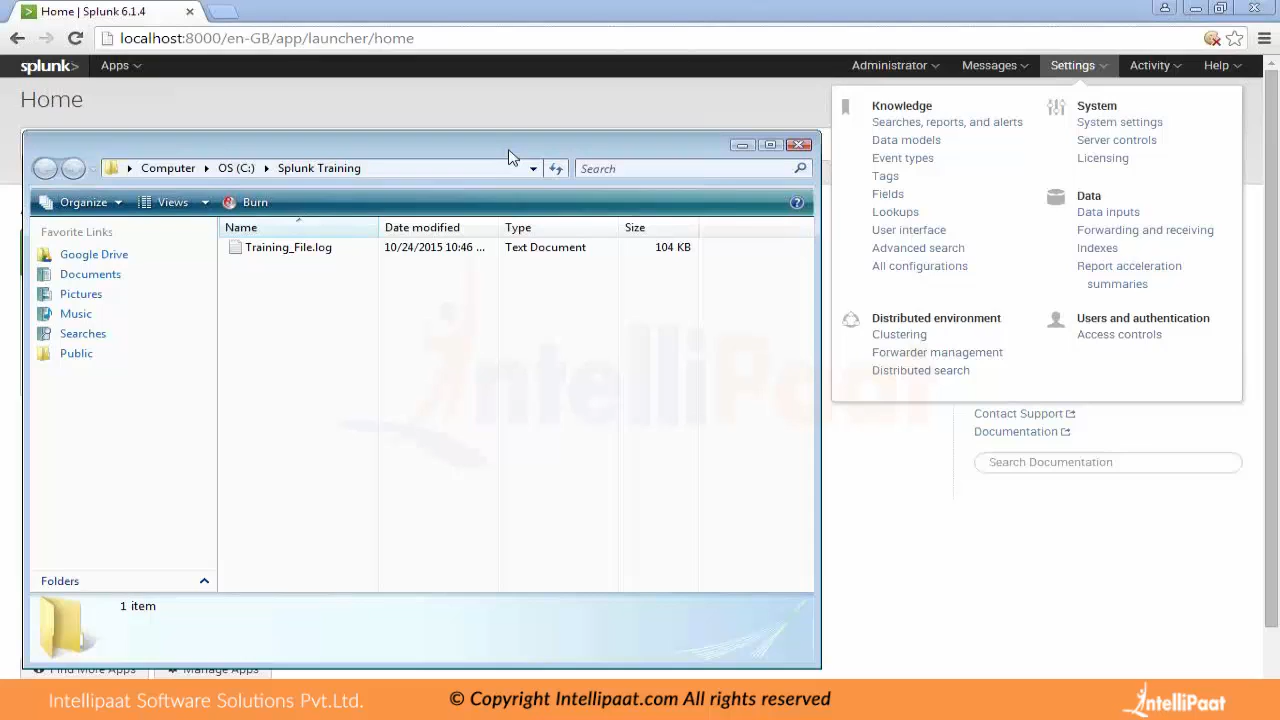 Home | Splunk 6.1.4
localhost:8000/en-GB/app/launcher/home
splunk> Apps Administrator Messages Settings Activity Help
Home
Computer OS (C:) Splunk Training Search
Organize Views Burn
Favorite Links
Google Drive
Documents
Pictures
Music
Searches
Public
Folders
Name Date modified Type Size
Training_File.log 10/24/2015 10:46 ... Text Document 104 KB
1 item
Knowledge
Searches, reports, and alerts
Data models
Event types
Tags
Fields
Lookups
User interface
Advanced search
All configurations
System
System settings
Server controls
Licensing
Data
Data inputs
Forwarding and receiving
Indexes
Report acceleration
summaries
Distributed environment
Clustering
Forwarder management
Distributed search
Users and authentication
Access controls
Contact Support
Documentation
Search Documentation
IntelliPaat
Find More Apps Manage Apps
Intellipaat Software Solutions Pvt.Ltd. © Copyright Intellipaat.com All rights reserved IntelliPaat